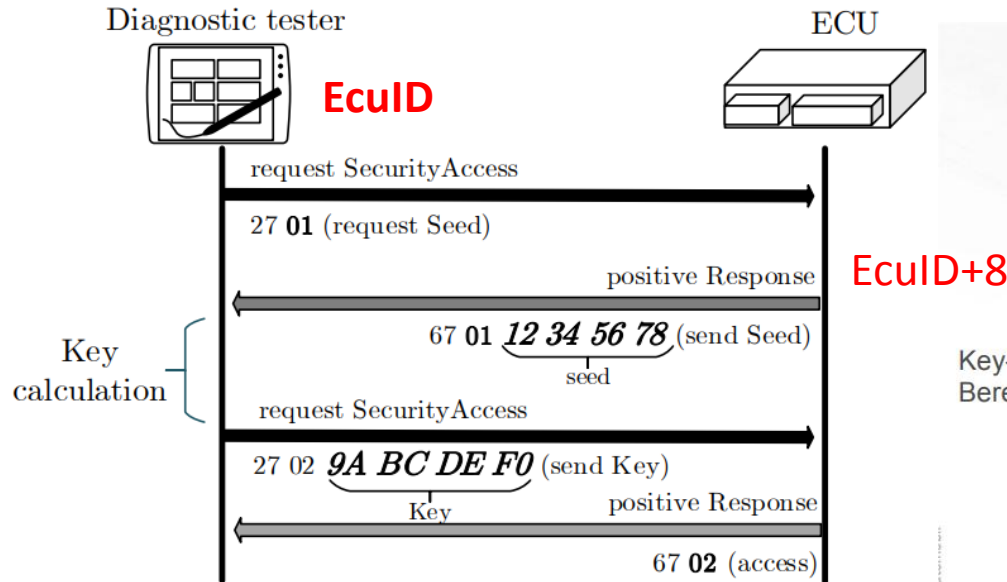 Diagnostic tester
ECU
EcuID
request SecurityAccess
27 01 (request Seed)
EcuID+8
positive Response
67 01 12 34 56 78 (send Seed)
seed
Key
calculation
request SecurityAccess
27 02 9A BC DE F0 (send Key)
Key
positive Response
67 02 (access)
Key-
Bere